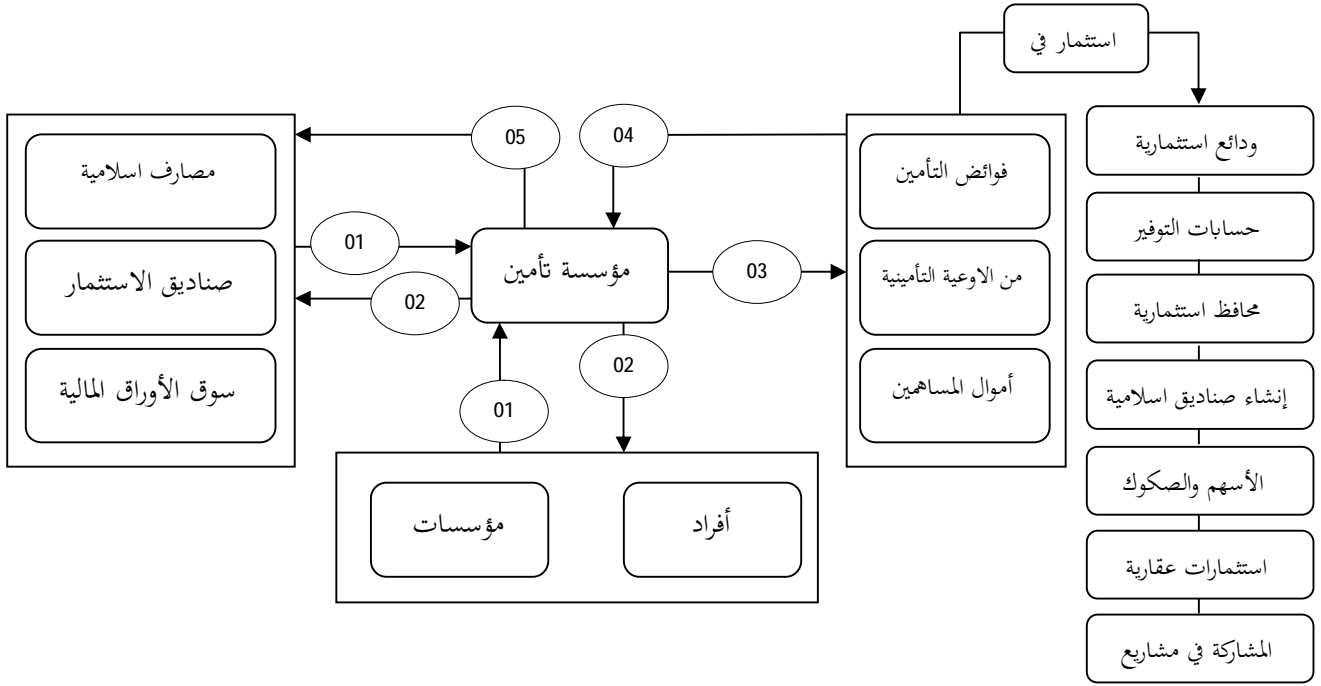 استثمار في
ودائع استثمارية
حسابات التوفير
محافظ استثمارية
إنشاء صناديق اسلامية
الأسهم والصكوك
استثمارات عقارية
المشاركة في مشاريع
فوائض التأمين
من الاوعية التأمينية
أموال المساهمين
04
05
03
مؤسسة تأمين
01
02
02
01
مصارف اسلامية
صناديق الاستثمار
سوق الأوراق المالية
أفراد
مؤسسات